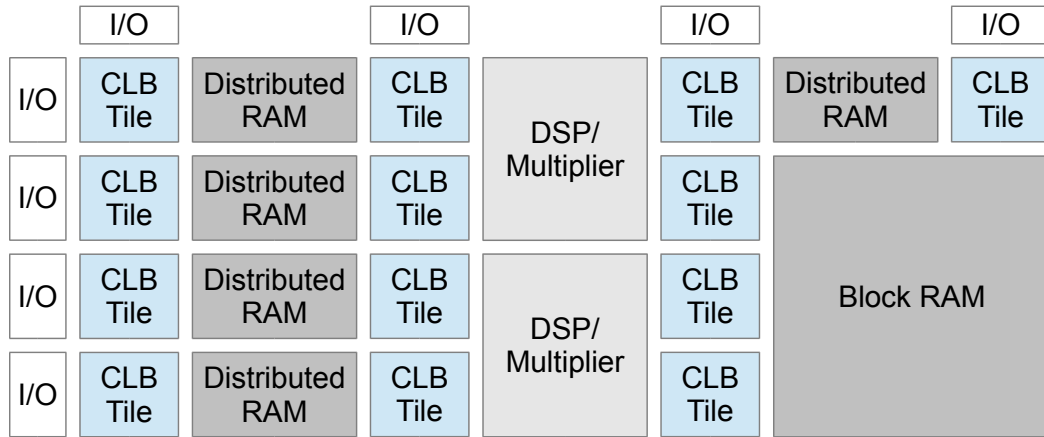 I/O
I/O
I/O
I/O
I/O
CLB
Tile
Distributed
RAM
CLB
Tile
DSP/
Multiplier
CLB
Tile
Distributed
RAM
CLB
Tile
I/O
CLB
Tile
Distributed
RAM
CLB
Tile
CLB
Tile
Block RAM
I/O
CLB
Tile
Distributed
RAM
CLB
Tile
DSP/
Multiplier
CLB
Tile
I/O
CLB
Tile
Distributed
RAM
CLB
Tile
CLB
Tile